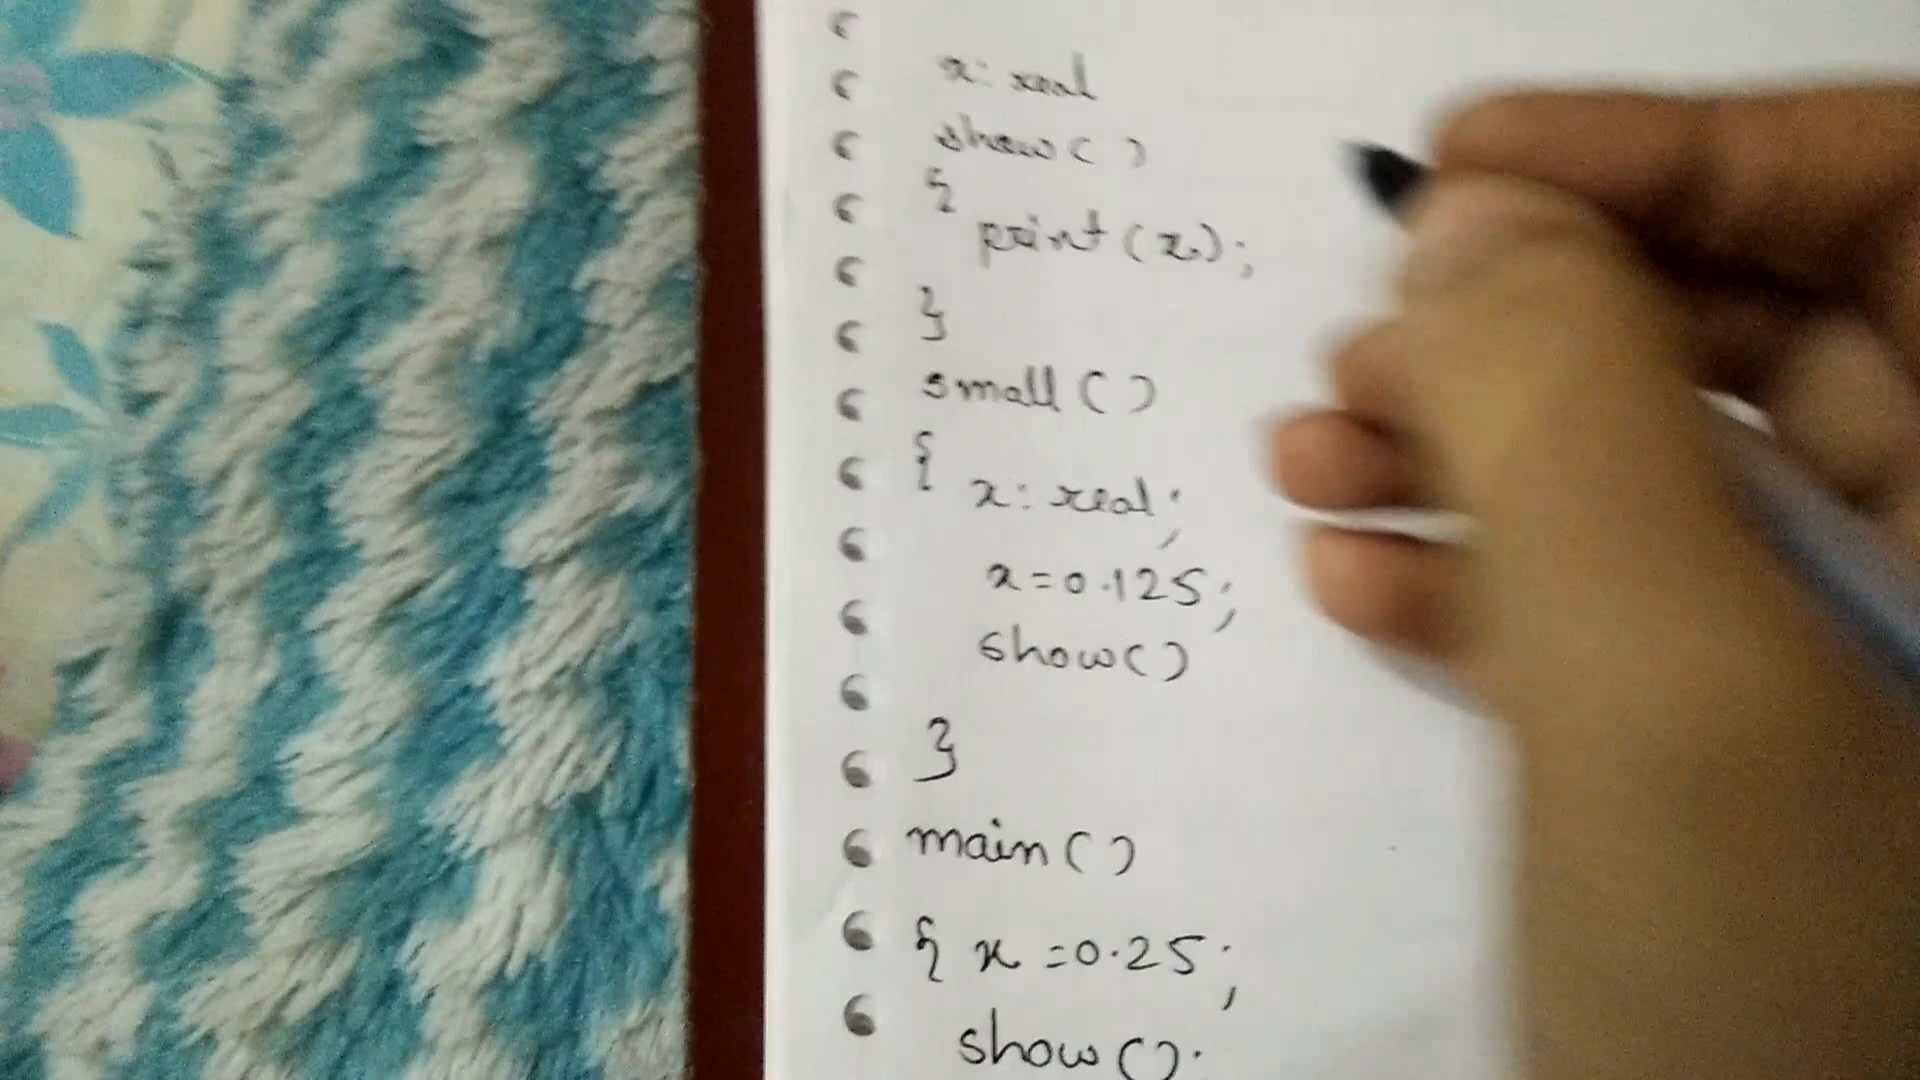 x: real
show( )
{
print(x);
}
small( )
{ x: real;
x=0.125;
show( )
}
main( )
{ x=0.25;
show( );